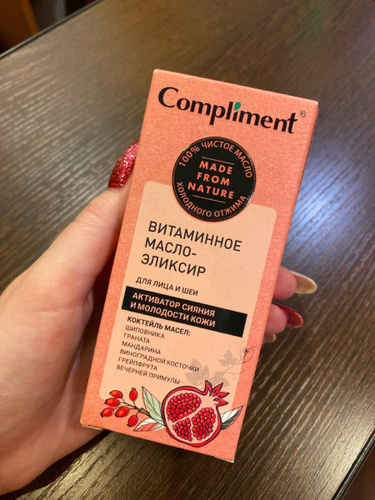 Compliment®
100% ЧИСТОЕ МАСЛО
MADE
FROM
NATURE
ХОЛОДНОГО ОТЖИМА
ВИТАМИННОЕ
МАСЛО-
ЭЛИКСИР
ДЛЯ ЛИЦА И ШЕИ
АКТИВАТОР СИЯНИЯ
И МОЛОДОСТИ КОЖИ
КОКТЕЙЛЬ МАСЕЛ:
ШИПОВНИКА
ГРАНАТА
МАНДАРИНА
ВИНОГРАДНОЙ КОСТОЧКИ
ГРЕЙПФРУТА
ВЕЧЕРНЕЙ ПРИМУЛЫ